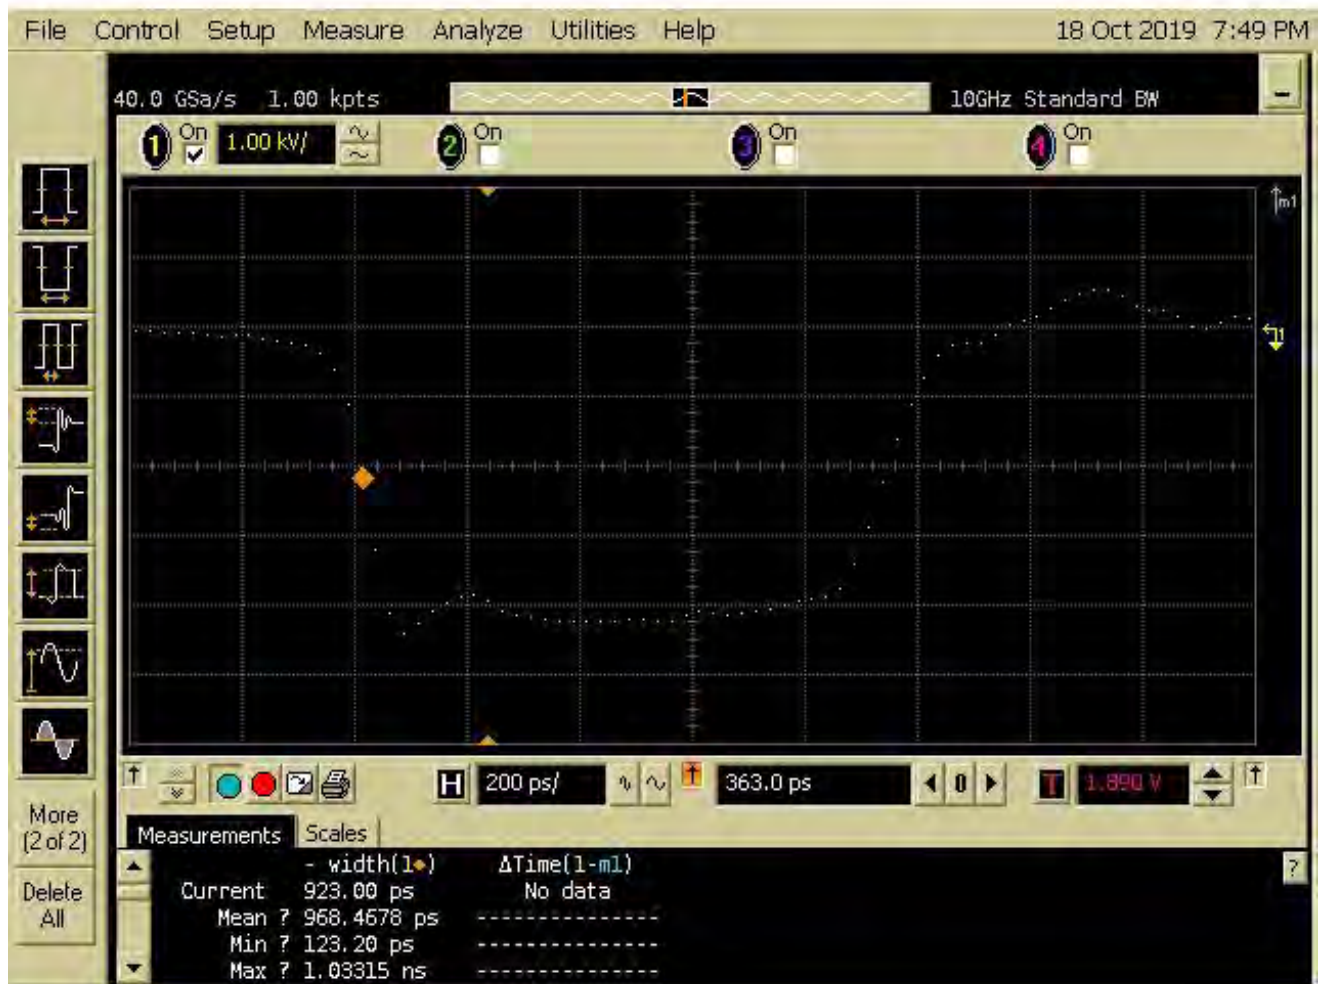 File Control Setup Measure Analyze Utilities Help 18 Oct 2019 7:49 PM
40.0 GSa/s 1.00 kpts 10GHz Standard BW
1 On 1.00 kV/ 2 On 3 On 4 On
m1
1
H 200 ps/ 363.0 ps 0 T 1.890 V
More
(2 of 2)
Delete
All
Measurements Scales
- width(1) ΔTime(1-m1) ?
Current 923.00 ps No data
Mean ? 968.4678 ps ---------------
Min ? 123.20 ps ---------------
Max ? 1.03315 ns ---------------